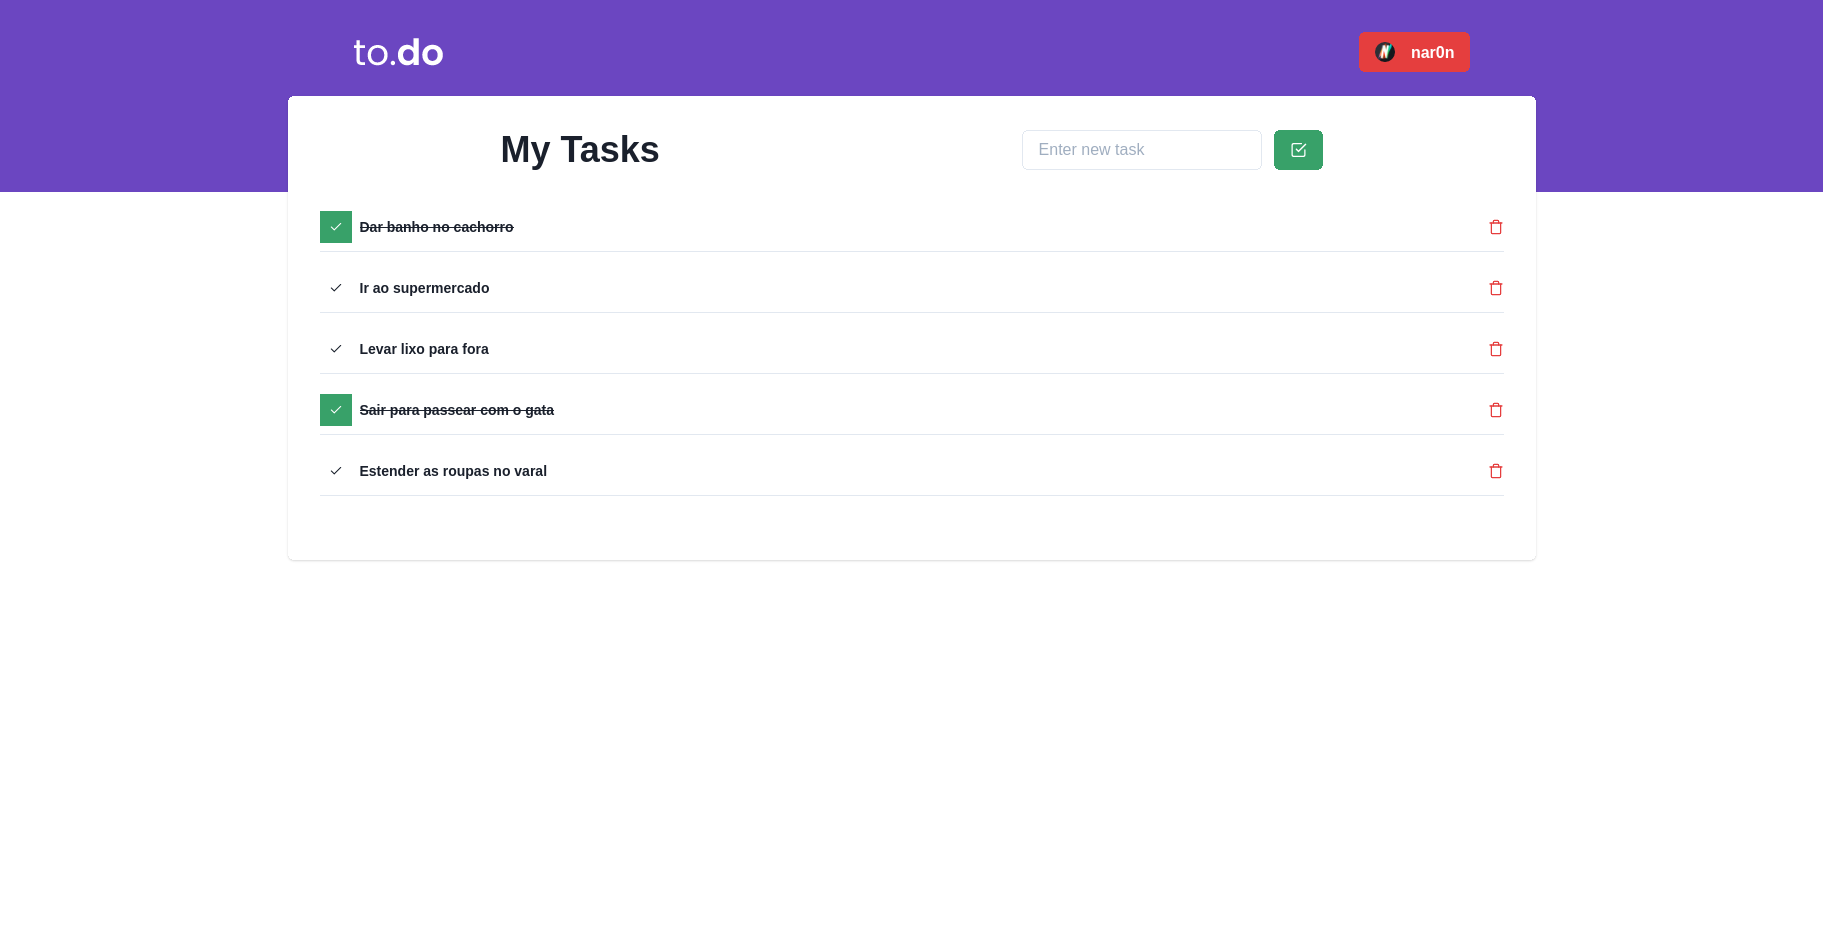 to.do
nar0n
My Tasks
Enter new task
Dar banho no cachorro
Ir ao supermercado
Levar lixo para fora
Sair para passear com o gata
Estender as roupas no varal